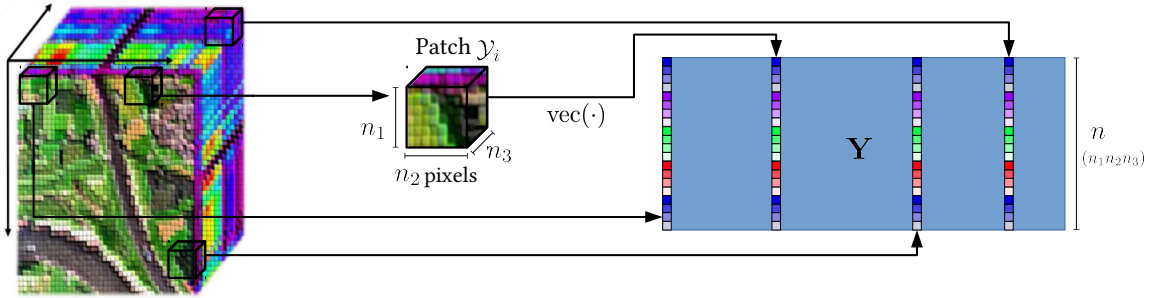 Patch 𝒴ᵢ
n₁
n₂ pixels
n₃
vec(·)
Y
n
(n₁n₂n₃)